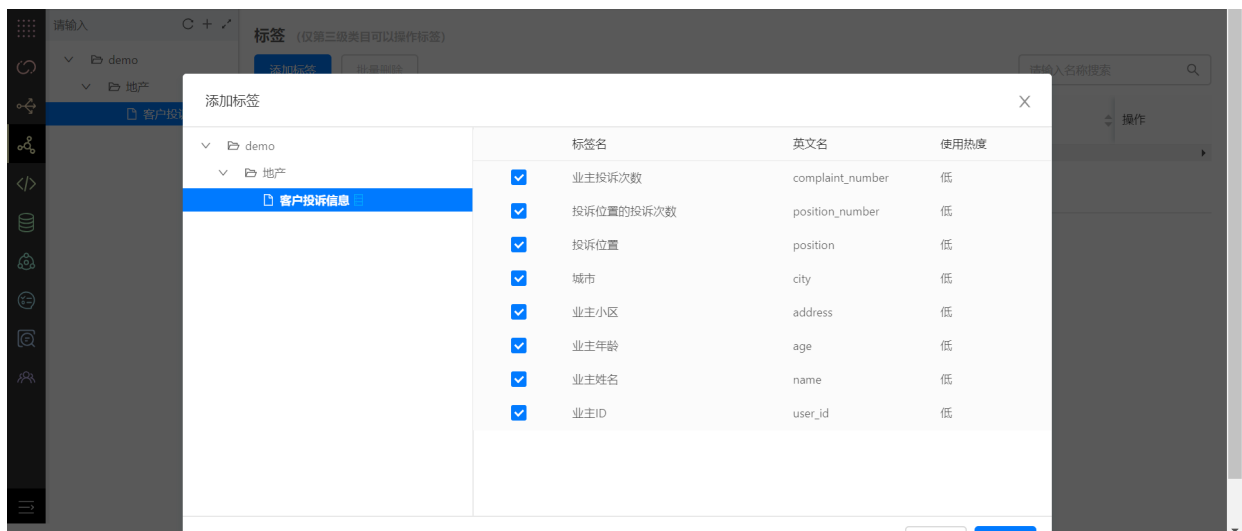 请输入
标签 (仅第三级类目可以操作标签)
demo
添加标签
批量删除
请输入名称搜索
地产
客户投诉
操作
添加标签
demo
地产
客户投诉信息
标签名 英文名 使用热度
业主投诉次数 complaint_number 低
投诉位置的投诉次数 position_number 低
投诉位置 position 低
城市 city 低
业主小区 address 低
业主年龄 age 低
业主姓名 name 低
业主ID user_id 低